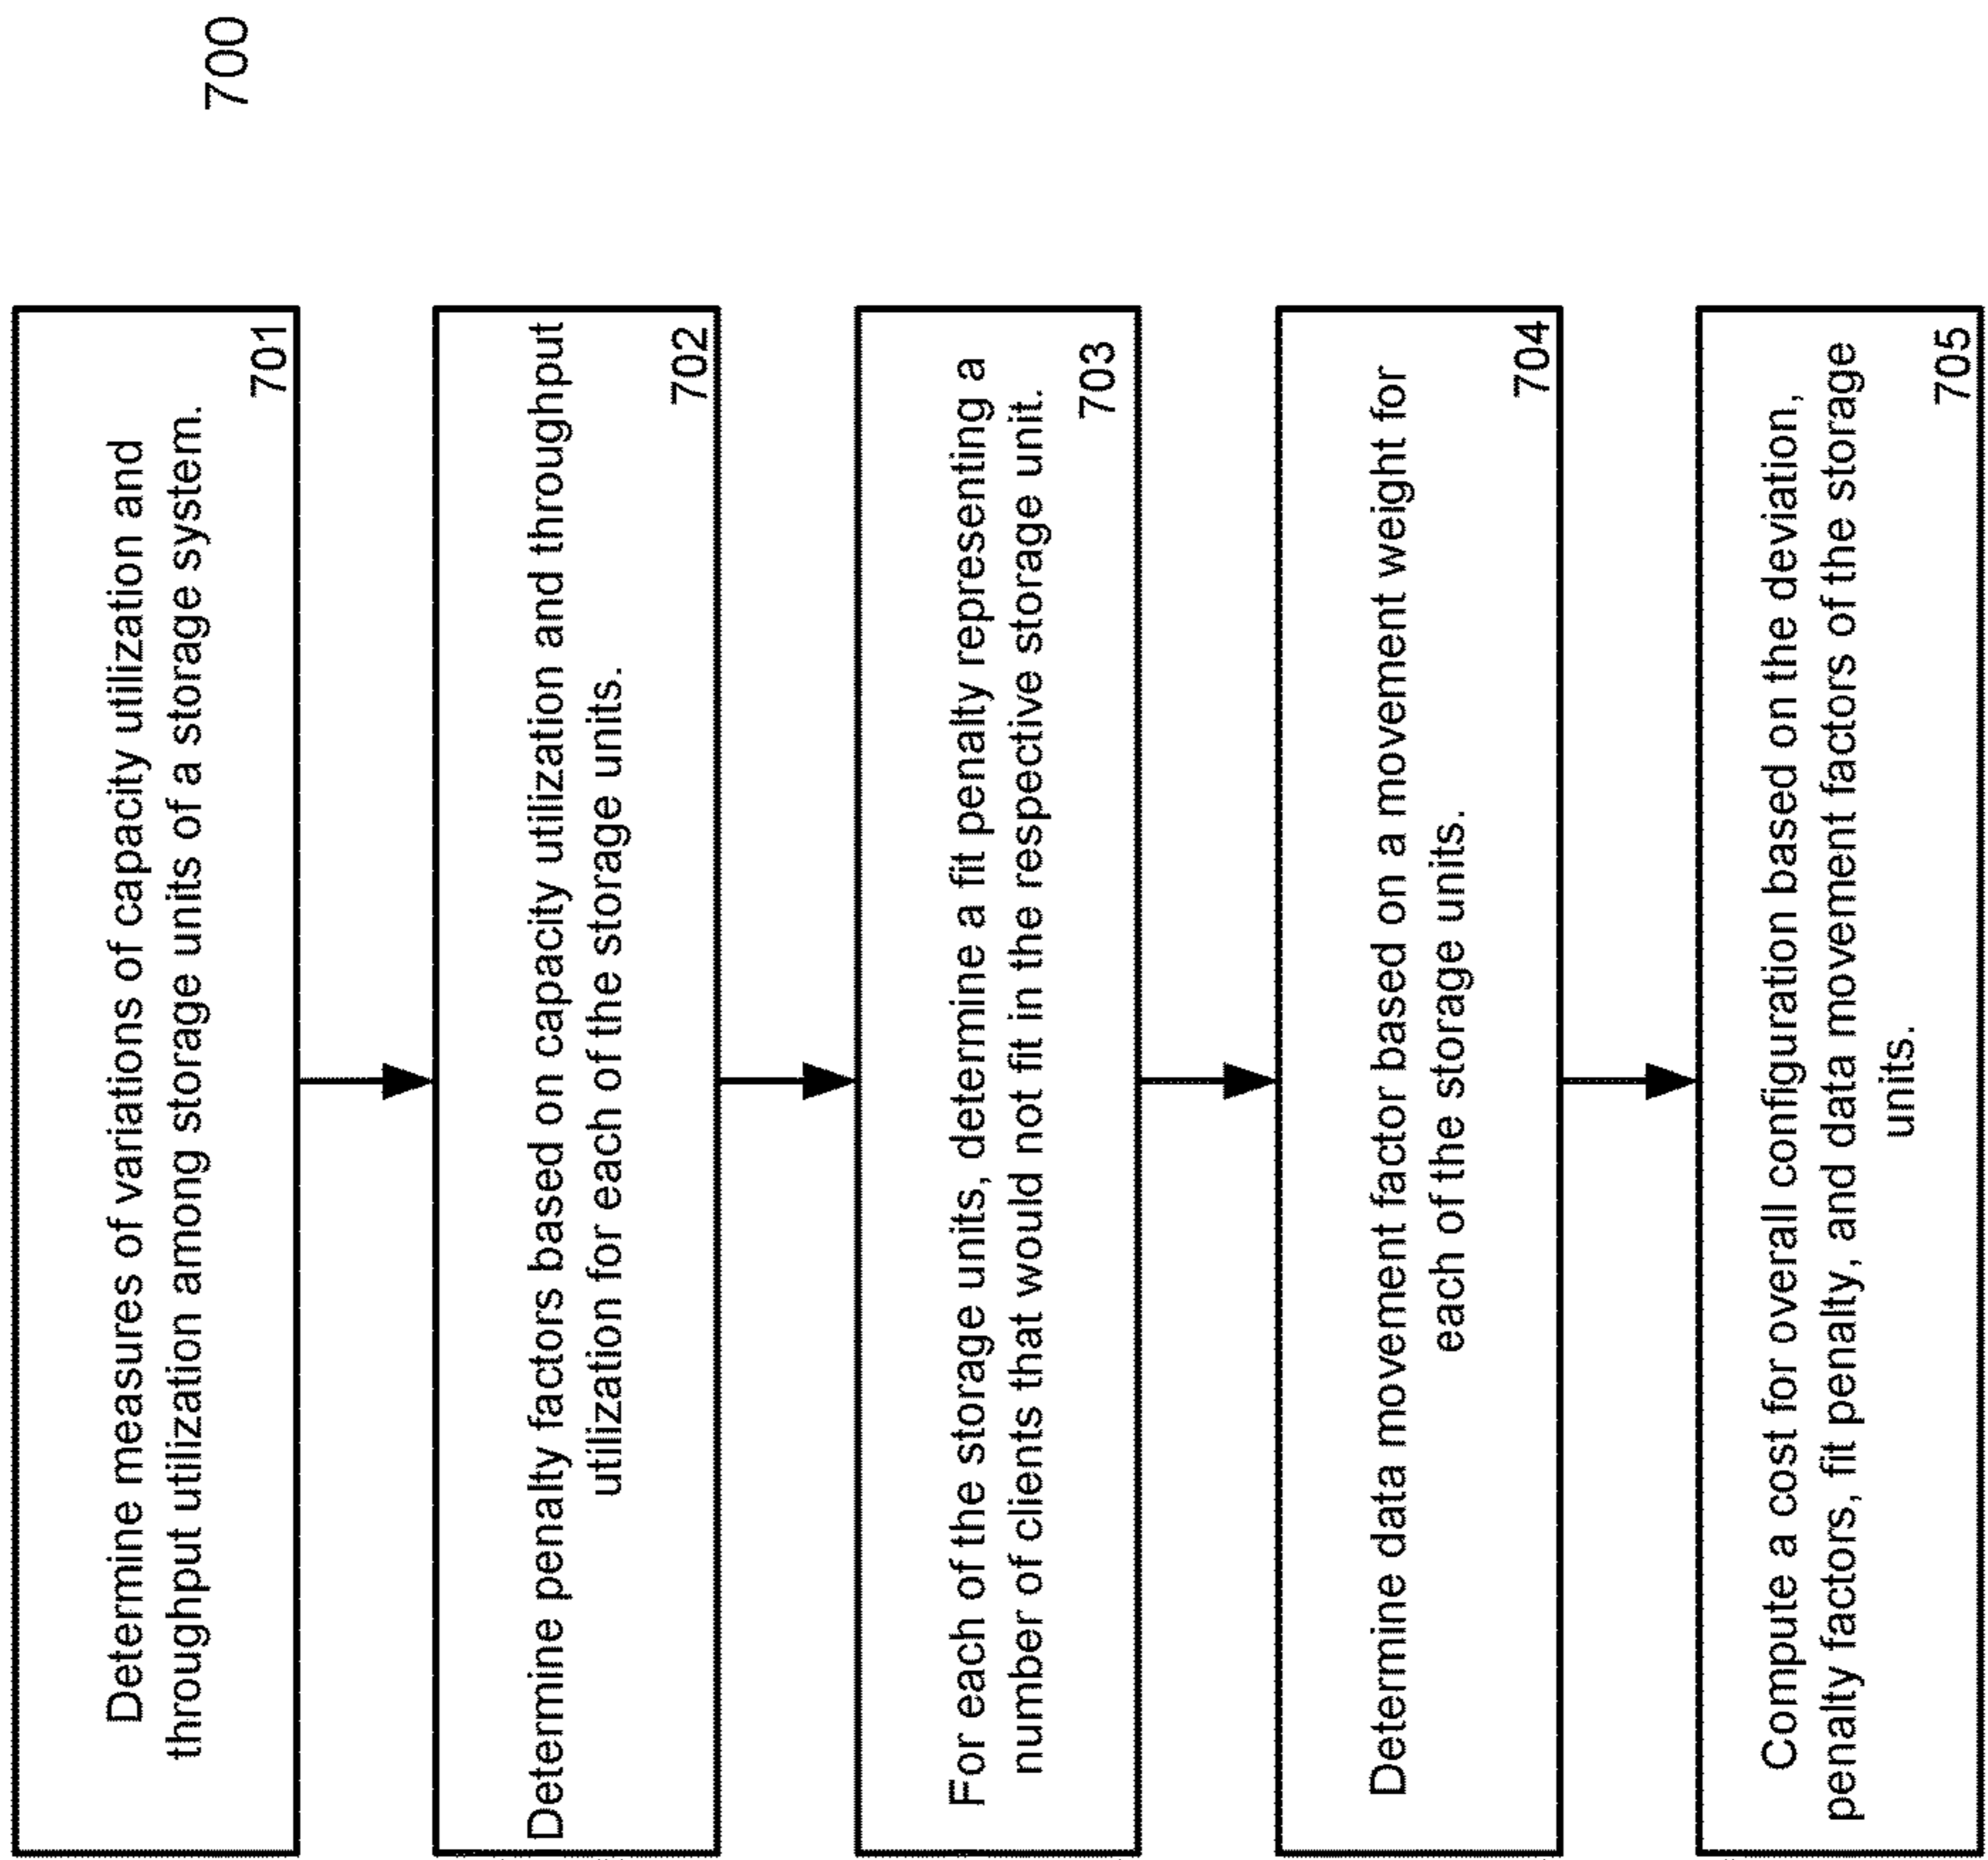 700
Determine measures of variations of capacity utilization and
throughput utilization among storage units of a storage system.
701
Determine penalty factors based on capacity utilization and throughput
utilization for each of the storage units.
702
For each of the storage units, determine a fit penalty representing a
number of clients that would not fit in the respective storage unit.
703
Determine data movement factor based on a movement weight for
each of the storage units.
704
Compute a cost for overall configuration based on the deviation,
penalty factors, fit penalty, and data movement factors of the storage
units.
705